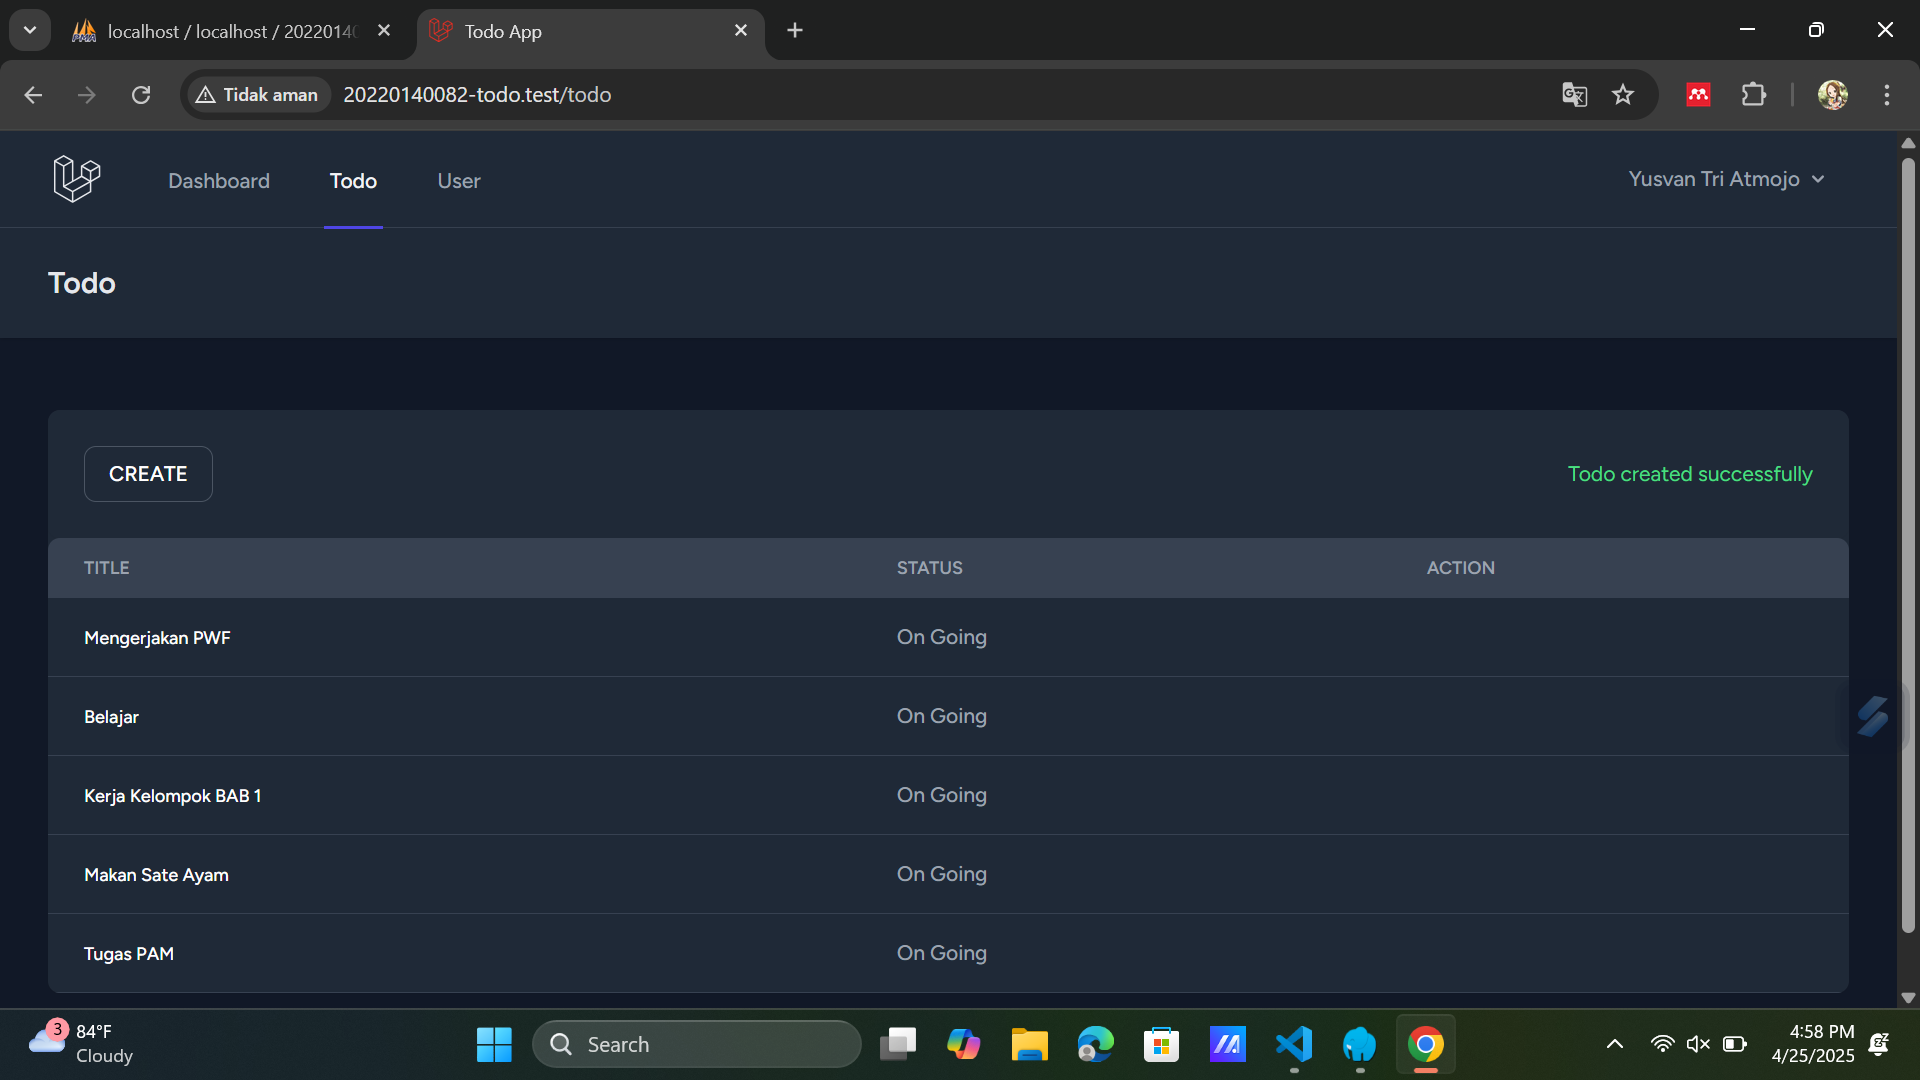 localhost / localhost / 2022014
Todo App
Tidak aman
20220140082-todo.test/todo
Dashboard
Todo
User
Yusvan Tri Atmojo
Todo
CREATE
Todo created successfully
TITLE STATUS ACTION
Mengerjakan PWF On Going
Belajar On Going
Kerja Kelompok BAB 1 On Going
Makan Sate Ayam On Going
Tugas PAM On Going
3
84°F
Cloudy
Search
4:58 PM
4/25/2025